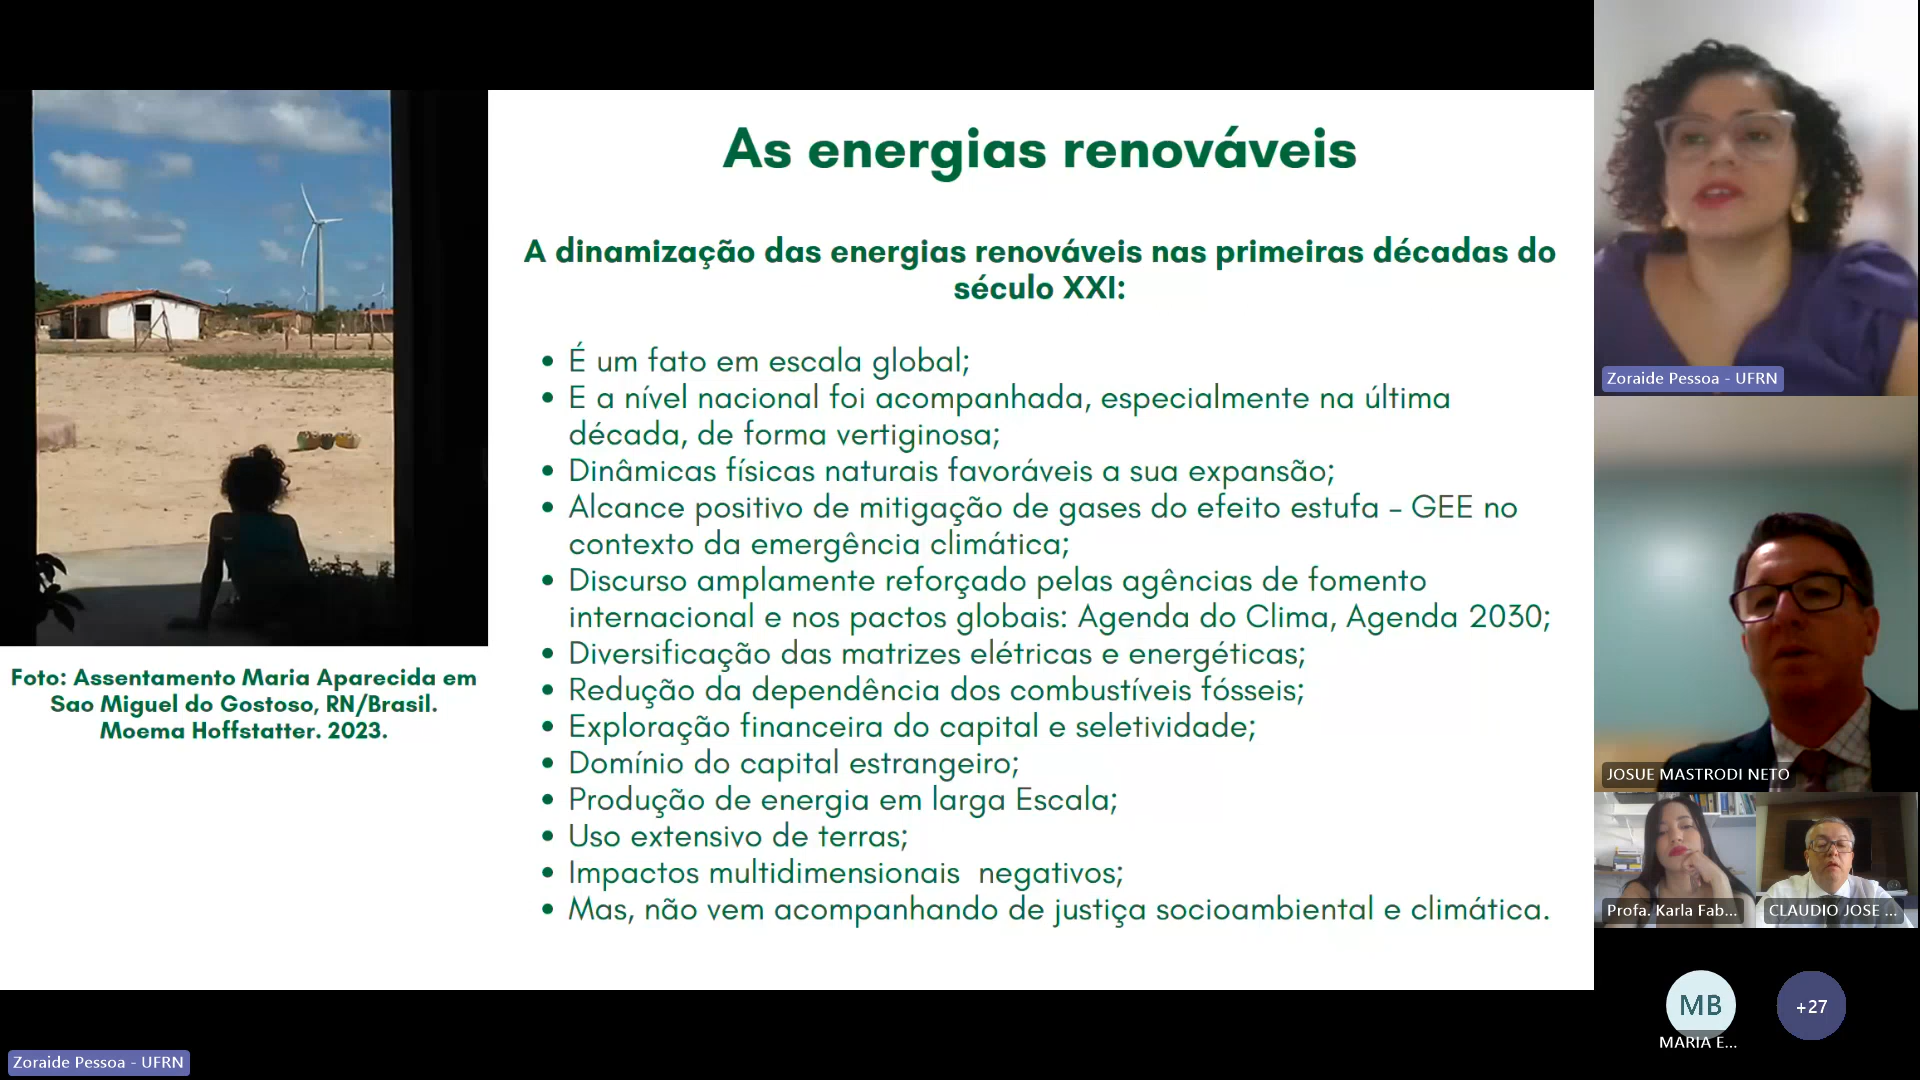 As energias renováveis
A dinamização das energias renováveis nas primeiras décadas do
século XXI:
• É um fato em escala global;
• E a nível nacional foi acompanhada, especialmente na última
década, de forma vertiginosa;
• Dinâmicas físicas naturais favoráveis a sua expansão;
• Alcance positivo de mitigação de gases do efeito estufa – GEE no
contexto da emergência climática;
• Discurso amplamente reforçado pelas agências de fomento
internacional e nos pactos globais: Agenda do Clima, Agenda 2030;
• Diversificação das matrizes elétricas e energéticas;
• Redução da dependência dos combustíveis fósseis;
• Exploração financeira do capital e seletividade;
• Domínio do capital estrangeiro;
• Produção de energia em larga Escala;
• Uso extensivo de terras;
• Impactos multidimensionais  negativos;
• Mas, não vem acompanhando de justiça socioambiental e climática.
Foto: Assentamento Maria Aparecida em
Sao Miguel do Gostoso, RN/Brasil.
Moema Hoffstatter. 2023.
Zoraide Pessoa - UFRN
JOSUE MASTRODI NETO
Profa. Karla Fab...
CLAUDIO JOSE ...
MB
+27
MARIA E...
Zoraide Pessoa - UFRN